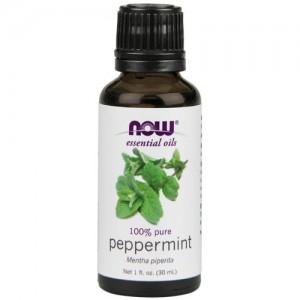 now
essential oils
100% pure
peppermint
Mentha piperita
Net 1 fl. oz. (30 mL)